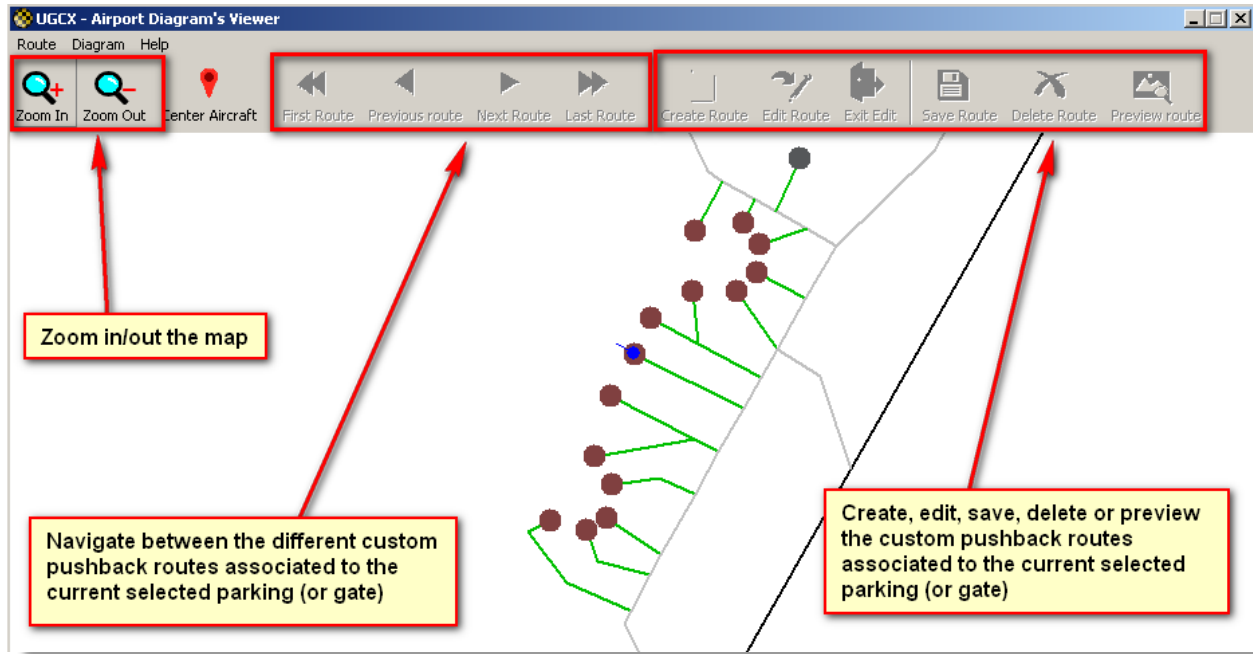 UGCX - Airport Diagram's Viewer
Route Diagram Help
Zoom In Zoom Out Center Aircraft First Route Previous route Next Route Last Route Create Route Edit Route Exit Edit Save Route Delete Route Preview route
Zoom in/out the map
Navigate between the different custom
pushback routes associated to the
current selected parking (or gate)
Create, edit, save, delete or preview
the custom pushback routes
associated to the current selected
parking (or gate)